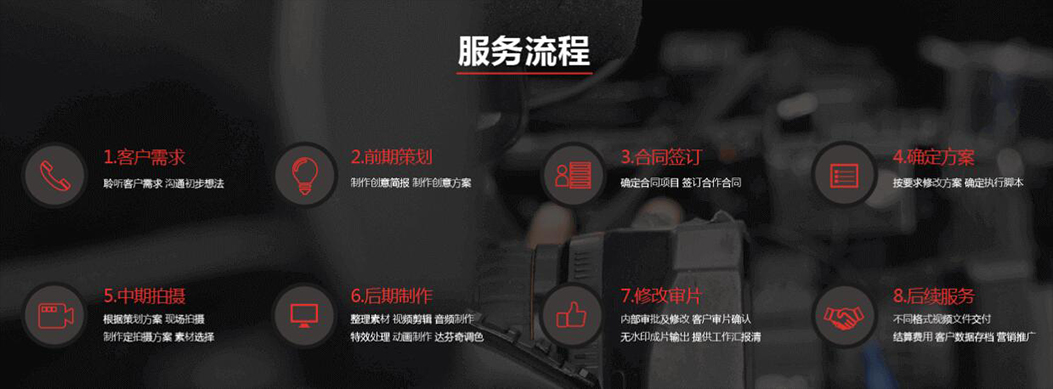 服务流程
1.客户需求
聆听客户需求 沟通初步想法
2.前期策划
制作创意简报 制作创意方案
3.合同签订
确定合同项目 签订合作合同
4.确定方案
按要求修改方案 确定执行脚本
5.中期拍摄
根据策划方案 现场拍摄
制作定拍摄方案 素材选择
6.后期制作
整理素材 视频剪辑 音频制作
特效处理 动画制作 达芬奇调色
7.修改审片
内部审批及修改 客户审片确认
无水印成片输出 提供工作汇报清
8.后续服务
不同格式视频文件交付
结算费用 客户数据存档 营销推广